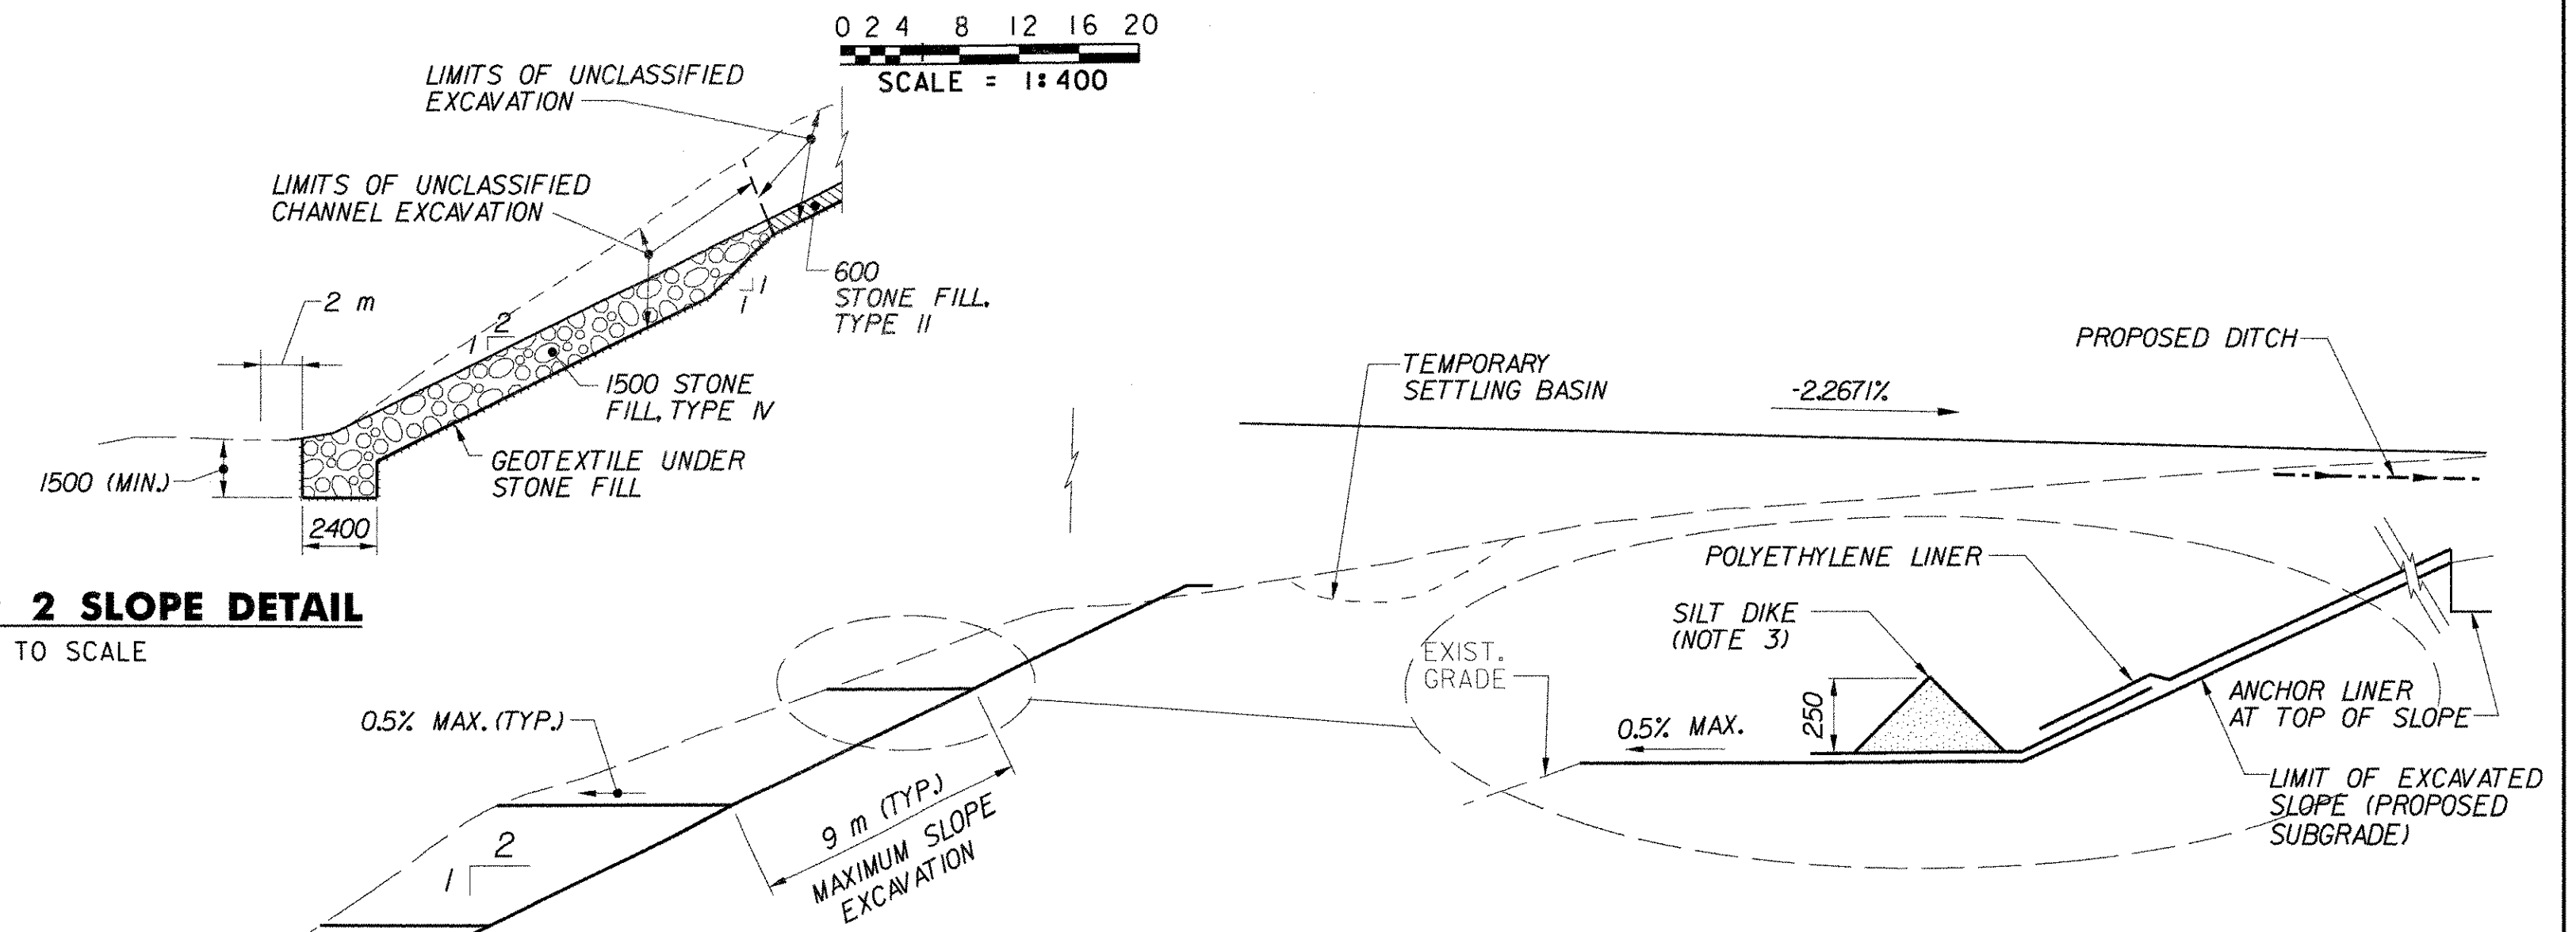 0 2 4 8 12 16 20
SCALE = 1:400
LIMITS OF UNCLASSIFIED
EXCAVATION
LIMITS OF UNCLASSIFIED
CHANNEL EXCAVATION
2 m
1
2
1
1
600
STONE FILL,
TYPE II
1500 STONE
FILL, TYPE IV
GEOTEXTILE UNDER
STONE FILL
1500 (MIN.)
2400
2 SLOPE DETAIL
TO SCALE
TEMPORARY
SETTLING BASIN
-2.2671%
PROPOSED DITCH
POLYETHYLENE LINER
SILT DIKE
(NOTE 3)
EXIST.
GRADE
250
0.5% MAX.
ANCHOR LINER
AT TOP OF SLOPE
LIMIT OF EXCAVATED
SLOPE (PROPOSED
SUBGRADE)
0.5% MAX. (TYP.)
1
2
9 m (TYP.)
MAXIMUM SLOPE
EXCAVATION